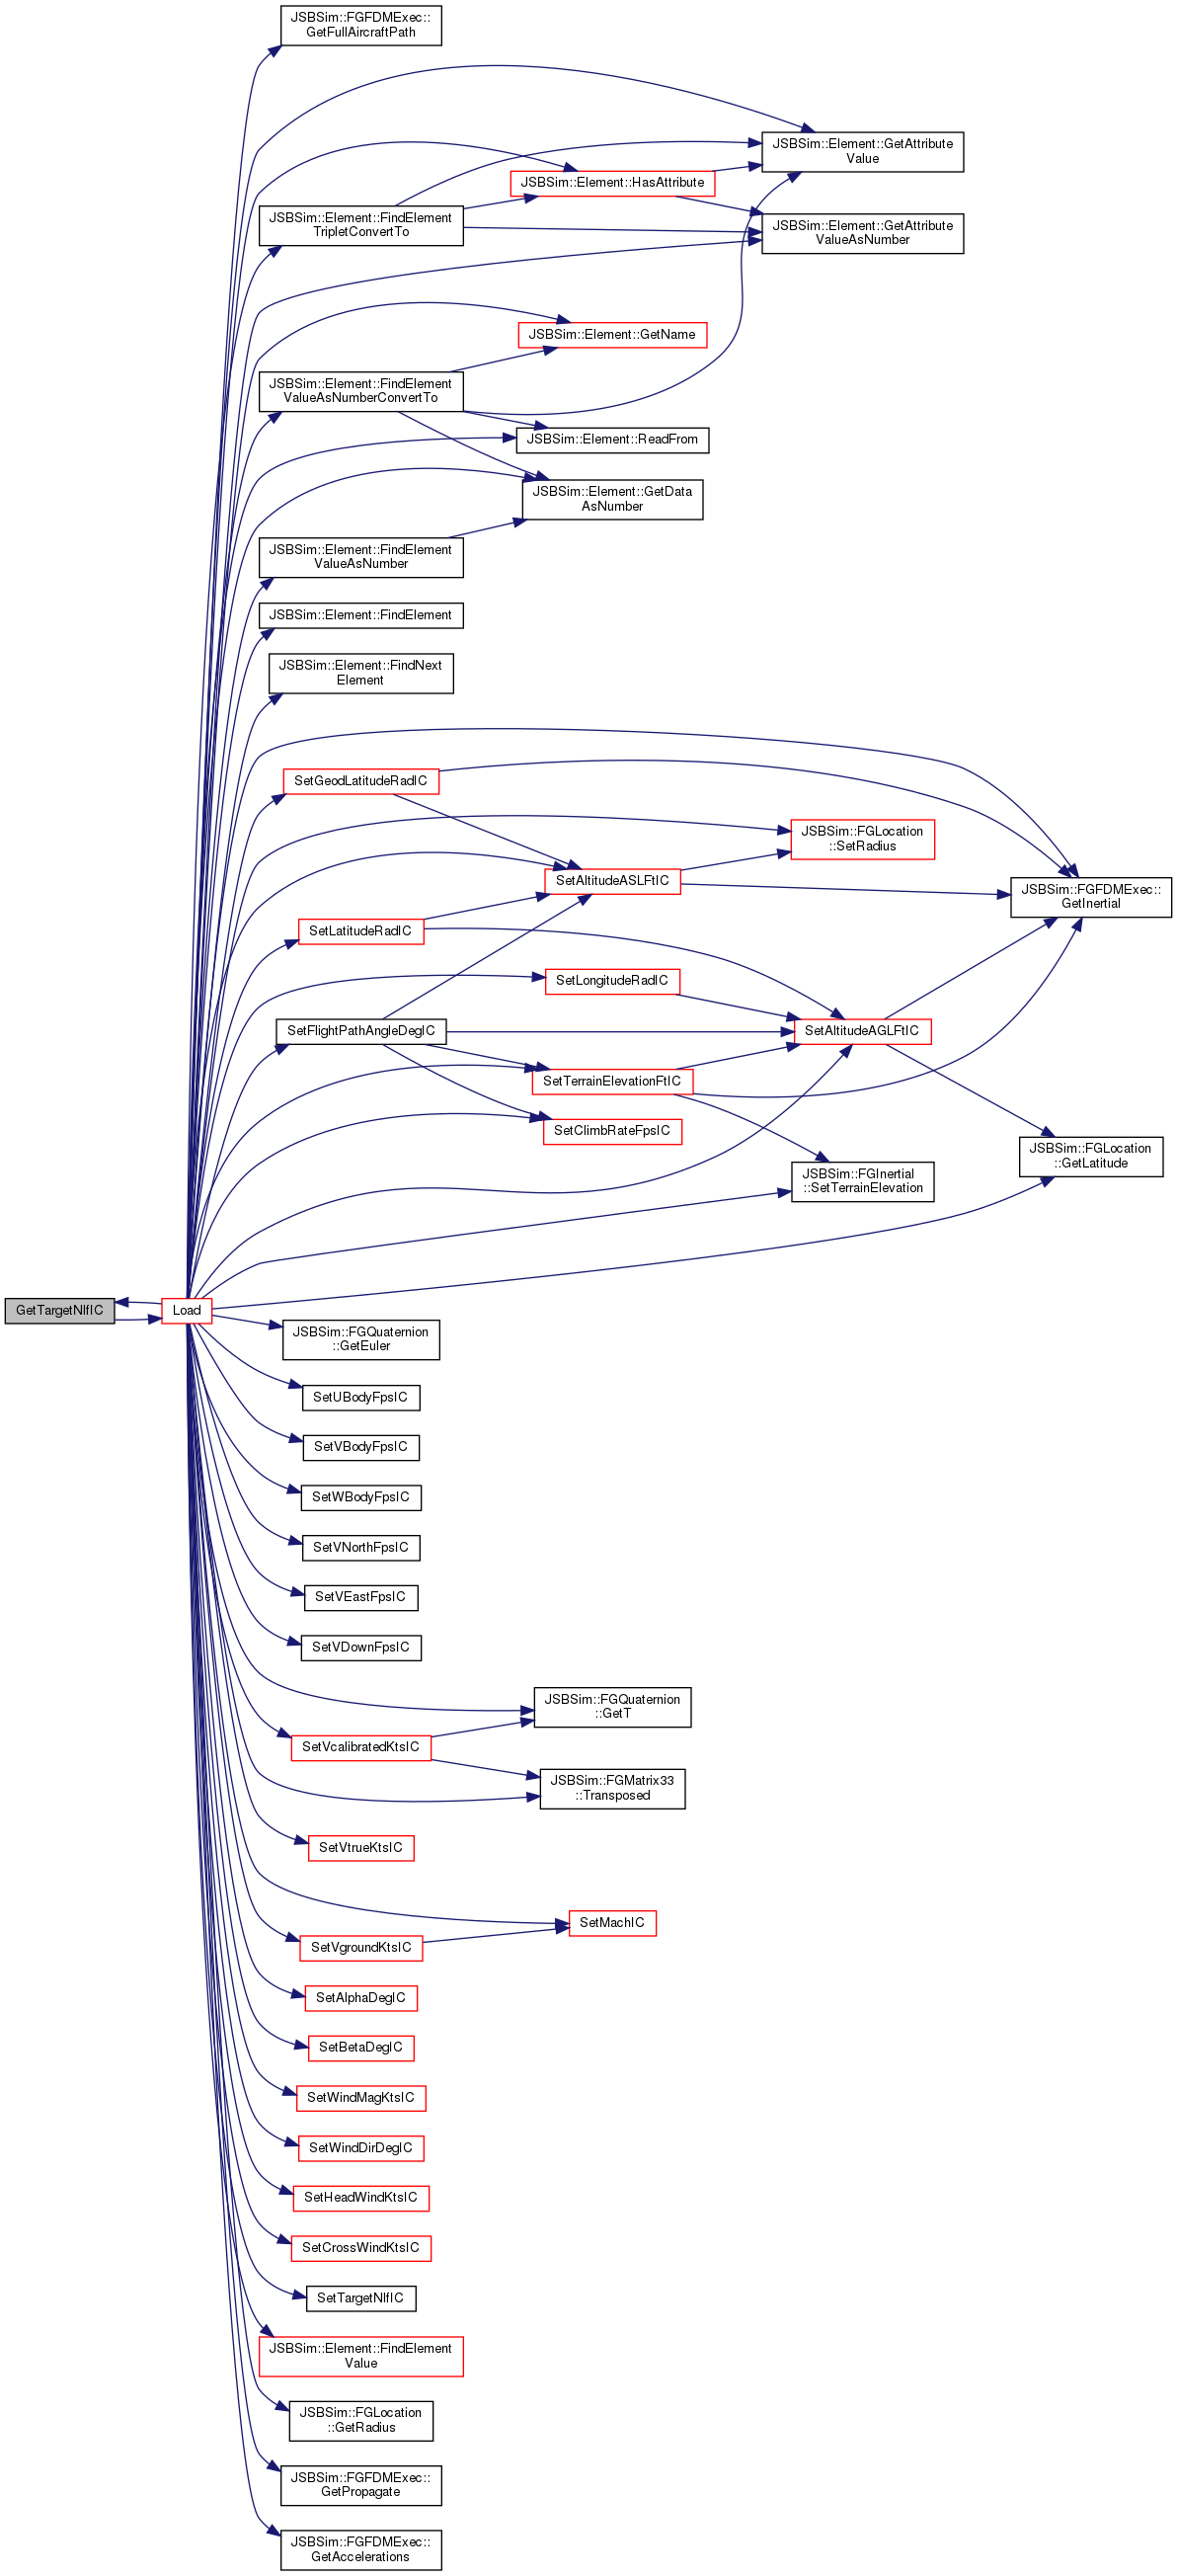 JSBSim::FGFDMExec::
GetFullAircraftPath
JSBSim::Element::GetAttribute
Value
JSBSim::Element::HasAttribute
JSBSim::Element::FindElement
TripletConvertTo
JSBSim::Element::GetAttribute
ValueAsNumber
JSBSim::Element::GetName
JSBSim::Element::FindElement
ValueAsNumberConvertTo
JSBSim::Element::ReadFrom
JSBSim::Element::GetData
AsNumber
JSBSim::Element::FindElement
ValueAsNumber
JSBSim::Element::FindElement
JSBSim::Element::FindNext
Element
SetGeodLatitudeRadIC
JSBSim::FGLocation
::SetRadius
SetAltitudeASLFtIC
JSBSim::FGFDMExec::
GetInertial
SetLatitudeRadIC
SetLongitudeRadIC
SetFlightPathAngleDegIC
SetAltitudeAGLFtIC
SetTerrainElevationFtIC
SetClimbRateFpsIC
JSBSim::FGLocation
::GetLatitude
JSBSim::FGInertial
::SetTerrainElevation
GetTargetNlfIC
Load
JSBSim::FGQuaternion
::GetEuler
SetUBodyFpsIC
SetVBodyFpsIC
SetWBodyFpsIC
SetVNorthFpsIC
SetVEastFpsIC
SetVDownFpsIC
JSBSim::FGQuaternion
::GetT
SetVcalibratedKtsIC
JSBSim::FGMatrix33
::Transposed
SetVtrueKtsIC
SetMachIC
SetVgroundKtsIC
SetAlphaDegIC
SetBetaDegIC
SetWindMagKtsIC
SetWindDirDegIC
SetHeadWindKtsIC
SetCrossWindKtsIC
SetTargetNlfIC
JSBSim::Element::FindElement
Value
JSBSim::FGLocation
::GetRadius
JSBSim::FGFDMExec::
GetPropagate
JSBSim::FGFDMExec::
GetAccelerations